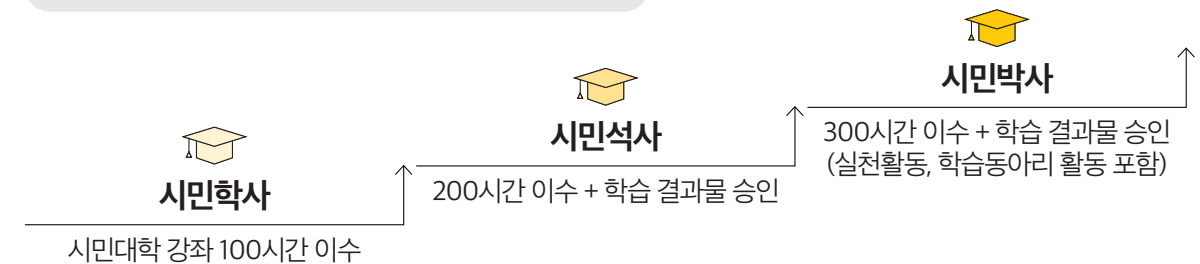 시민학사
시민대학 강좌 100시간 이수
시민석사
200시간 이수 + 학습 결과물 승인
시민박사
300시간 이수 + 학습 결과물 승인
(실천활동, 학습동아리 활동 포함)